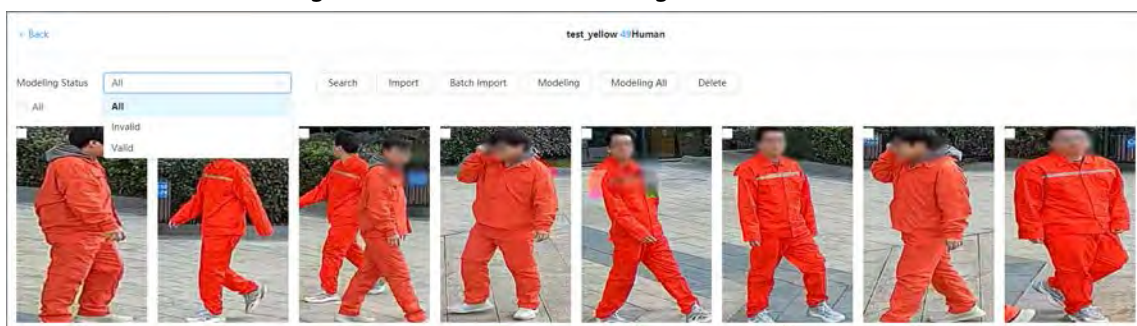 < Back
test_yellow 49Human
Modeling Status All Search Import Batch Import Modeling Modeling All Delete
All
All
Invalid
Valid